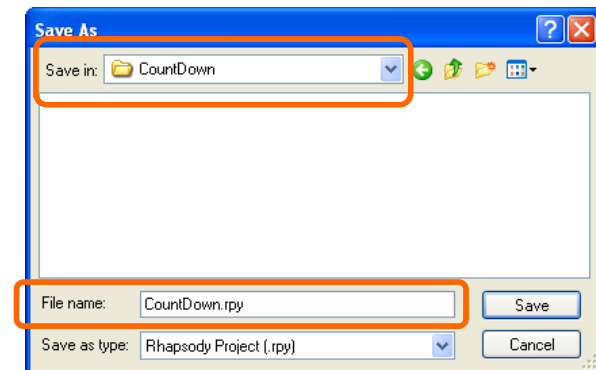 Save As
Save in: CountDown
File name: CountDown.rpy Save
Save as type: Rhapsody Project (.rpy) Cancel